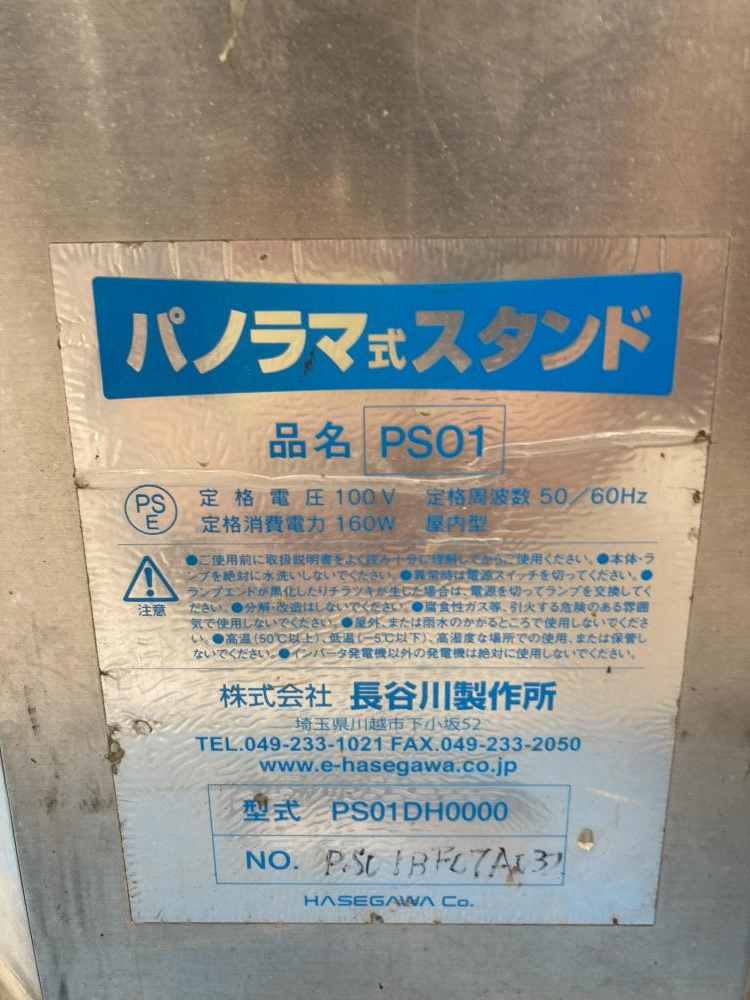 パノラマ式スタンド
品名 PS01
PS E 定格電圧 100V 定格周波数 50/60Hz
定格消費電力 160W 屋内型
●ご使用前に取扱説明書をよく読み十分に理解してからご使用ください。●本体・ラ
ンプを絶対に水洗いしないでください。●異常時は電源スイッチを切ってください。●
ランプエンドが黒化したりチラツキが生じた場合は、電源を切ってランプを交換してく
ださい。●分解・改造はしないでください。●腐食性ガス等、引火する危険のある雰囲
気で使用しないでください。●屋外、または雨水のかかるところで使用しないでくださ
い。●高温(50℃以上)、低温(−5℃以下)、高湿度な場所での使用、または保管し
ないでください。●インバータ発電機以外の発電機は絶対に使用しないでください。
注意
株式会社 長谷川製作所
埼玉県川越市下小坂52
TEL.049-233-1021 FAX.049-233-2050
www.e-hasegawa.co.jp
型式 PS01DH0000
NO.
HASEGAWA Co.